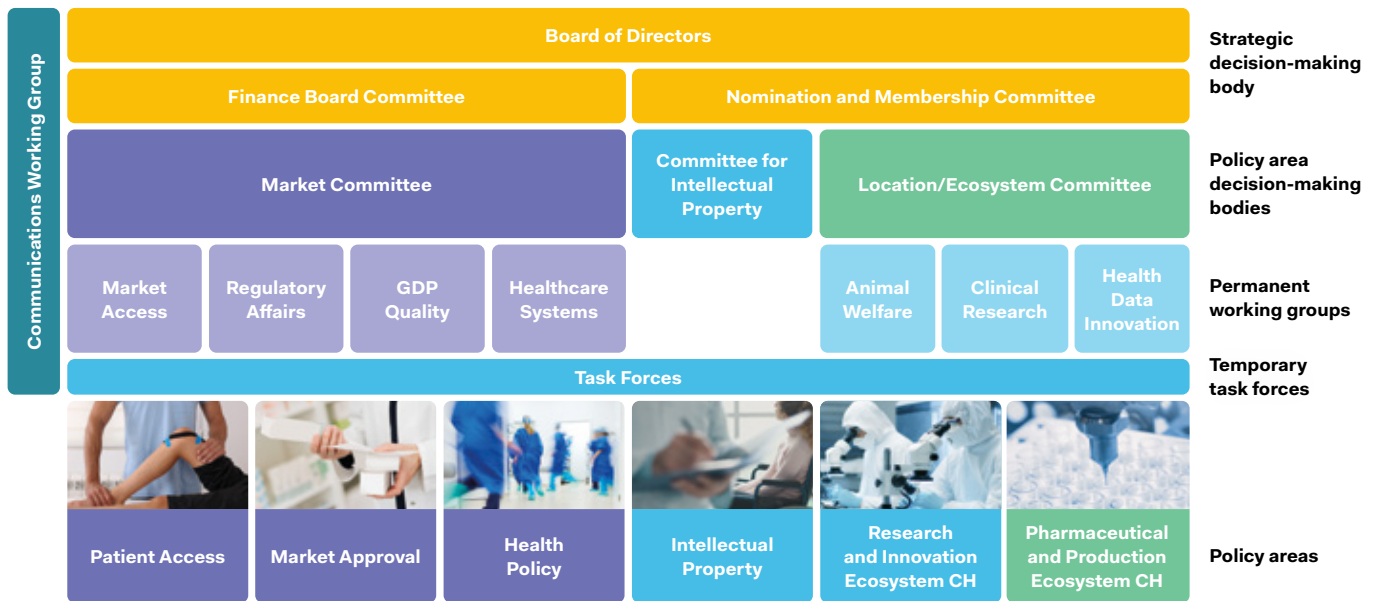 Communications Working Group
Board of Directors
Strategic
decision-making
body
Finance Board Committee
Nomination and Membership Committee
Market Committee
Committee for
Intellectual
Property
Location/Ecosystem Committee
Policy area
decision-making
bodies
Market
Access
Regulatory
Affairs
GDP
Quality
Healthcare
Systems
Animal
Welfare
Clinical
Research
Health
Data
Innovation
Permanent
working groups
Task Forces
Temporary
task forces
Patient Access
Market Approval
Health
Policy
Intellectual
Property
Research
and Innovation
Ecosystem CH
Pharmaceutical
and Production
Ecosystem CH
Policy areas